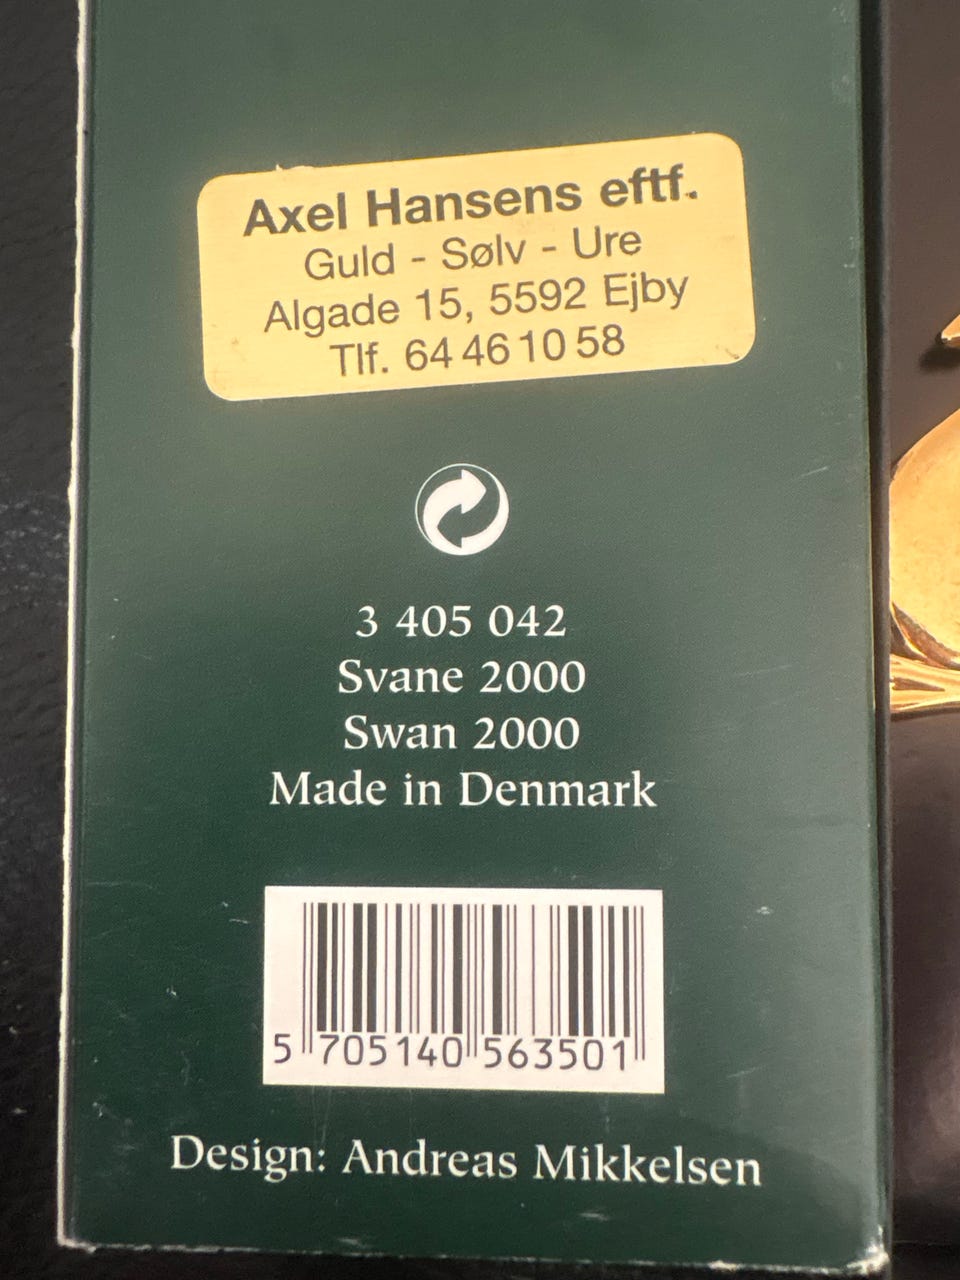 Axel Hansens eftf.
Guld - Sølv - Ure
Algade 15, 5592 Ejby
Tlf. 64 46 10 58
3 405 042
Svane 2000
Swan 2000
Made in Denmark
5 705140 563501
Design: Andreas Mikkelsen